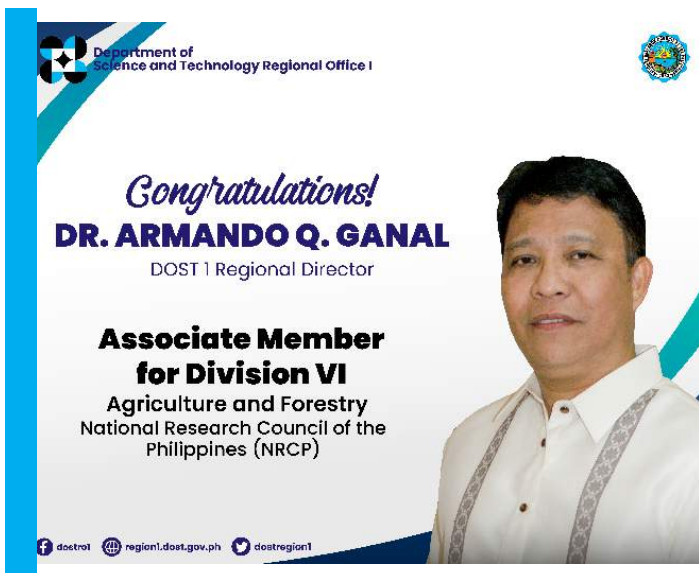 Department of
Science and Technology Regional Office I
Congratulations!
DR. ARMANDO Q. GANAL
DOST 1 Regional Director
Associate Member
for Division VI
Agriculture and Forestry
National Research Council of the
Philippines (NRCP)
dostro1 region1.dost.gov.ph dostregion1